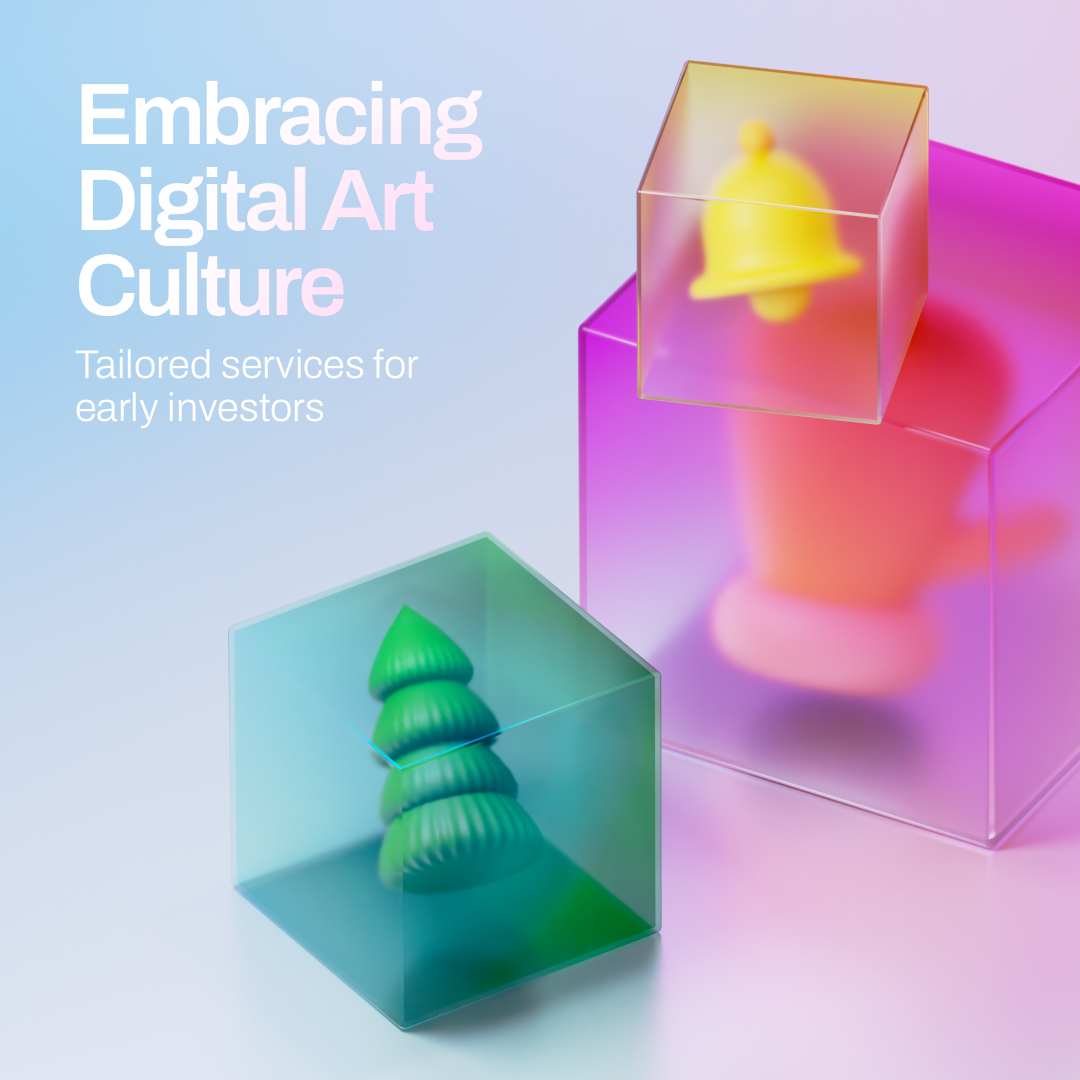 Embracing
Digital Art
Culture
Tailored services for
early investors